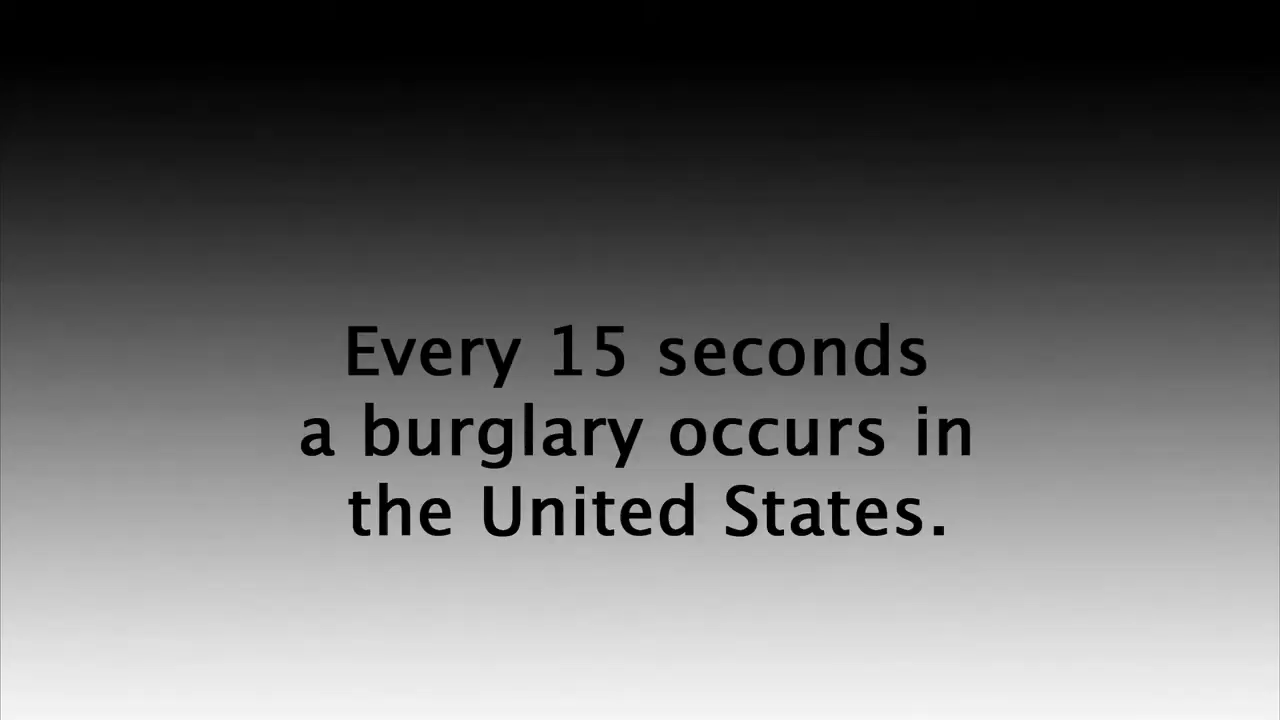 Every 15 seconds
a burglary occurs in
the United States.